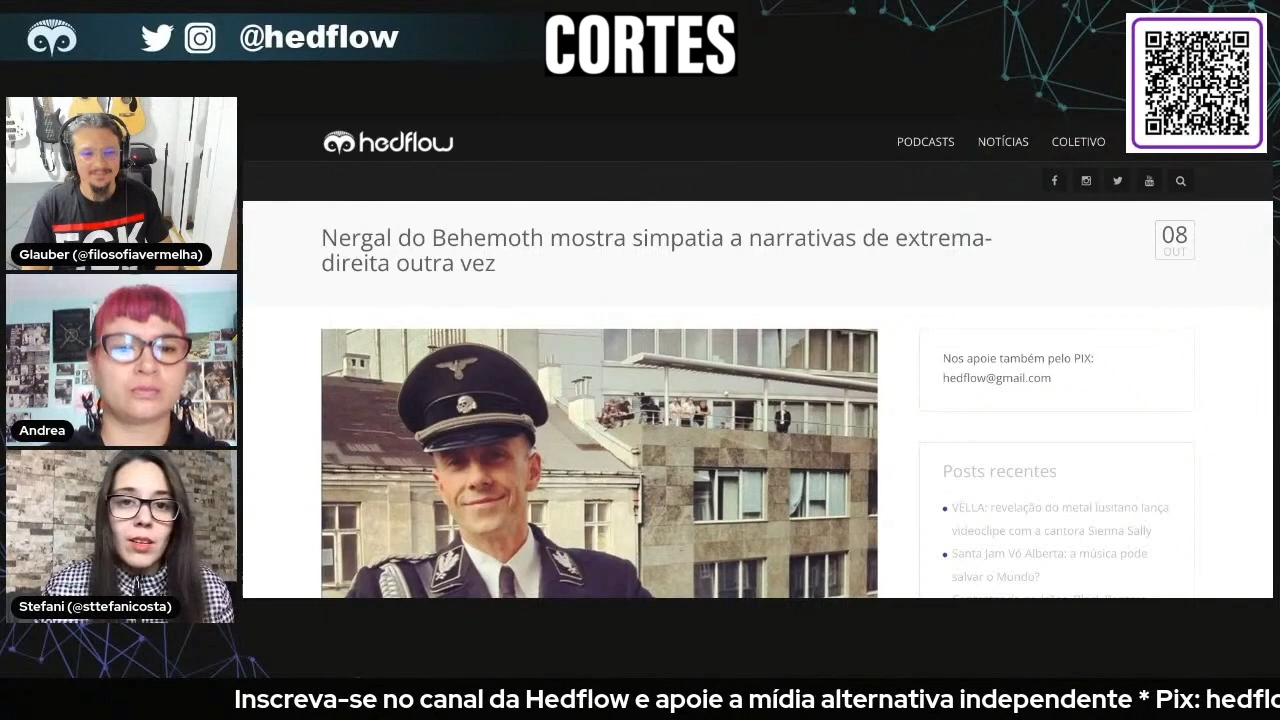 @hedflow
CORTES
hedflow
PODCASTS NOTÍCIAS COLETIVO
Nergal do Behemoth mostra simpatia a narrativas de extrema-
direita outra vez
08
OUT
Nos apoie também pelo PIX:
hedflow@gmail.com
Posts recentes
VËLLA: revelação do metal lusitano lança
videoclipe com a cantora Sienna Sally
Santa Jam Vó Alberta: a música pode
salvar o Mundo?
Glauber (@filosofiavermelha)
Andrea
Stefani (@sttefanicosta)
Inscreva-se no canal da Hedflow e apoie a mídia alternativa independente * Pix: hedflo